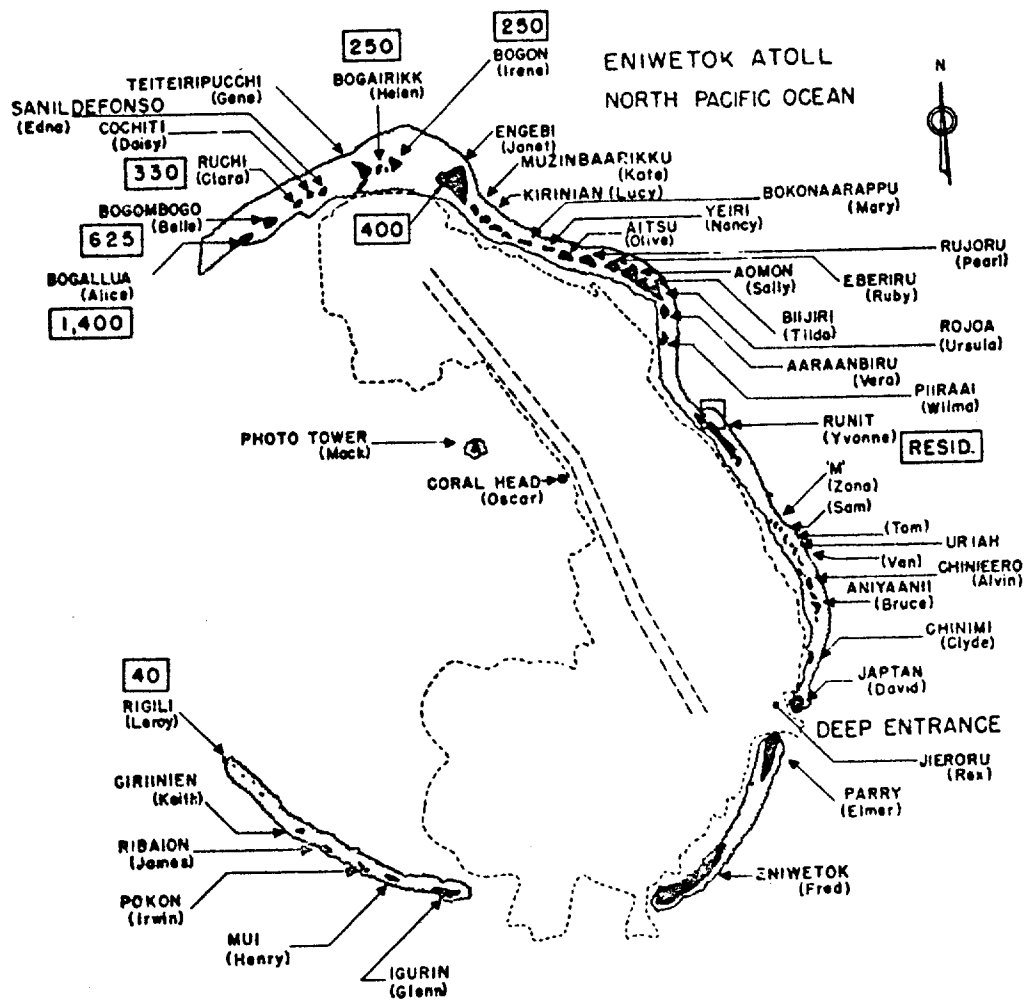 ENIWETOK ATOLL
NORTH PACIFIC OCEAN
N
250
BOGON
(Irene)
250
BOGAIRIKK
(Helen)
TEITEIRIPUCCHI
(Gene)
SANILDEFONSO
(Edna)
COCHITI
(Daisy)
330
RUCHI
(Clara)
BOGOMBOGO
(Belle)
625
BOGALLUA
(Alice)
1,400
400
ENGEBI
(Janet)
MUZINBAARIKKU
(Kate)
KIRINIAN (Lucy)
BOKONAARAPPU
(Mary)
YEIRI
(Nancy)
AITSU
(Olive)
RUJORU
(Pearl)
EBERIRU
(Ruby)
AOMON
(Sally)
BIIJIRI
(Tilda)
ROJOA
(Ursula)
AARAANBIRU
(Vera)
PIIRAAI
(Wilma)
RUNIT
(Yvonne)
RESID.
PHOTO TOWER
(Mack)
CORAL HEAD
(Oscar)
'M'
(Zona)
(Sam)
(Tom)
URIAH
(Van)
CHINIEERO
(Alvin)
ANIYAANII
(Bruce)
CHINIMI
(Clyde)
JAPTAN
(David)
DEEP ENTRANCE
JIERORU
(Rex)
PARRY
(Elmer)
ENIWETOK
(Fred)
40
RIGILI
(Leroy)
GIRIINIEN
(Keith)
RIBAION
(James)
POKON
(Irwin)
MUI
(Henry)
IGURIN
(Glenn)